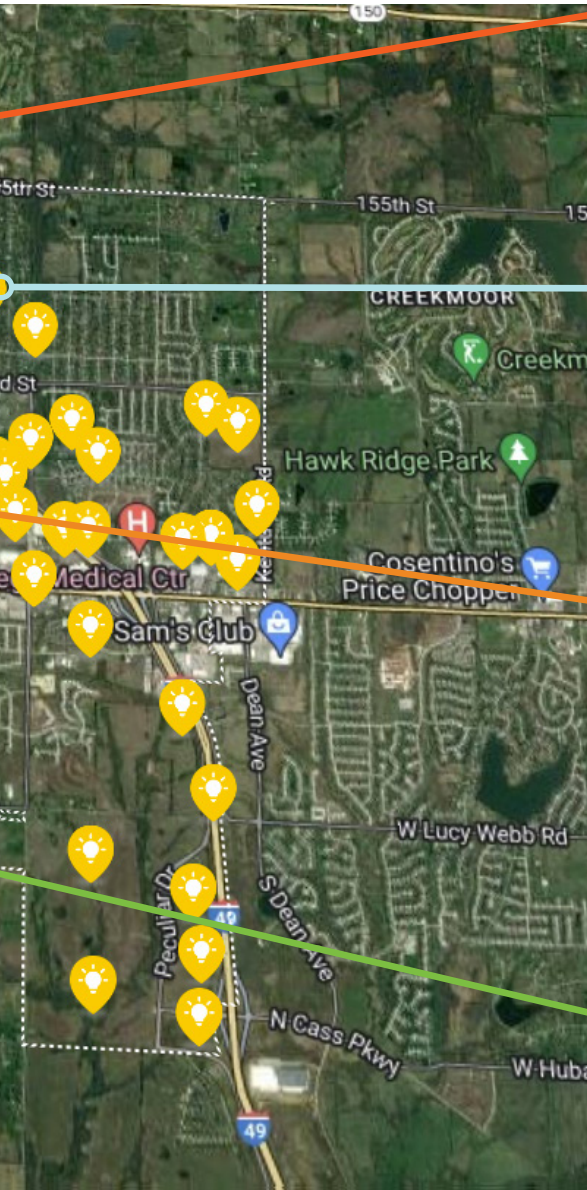 150
5th St
155th St
15
CREEKMOOR
Creekm
d St
Hawk Ridge Park
H
Medical Ctr
Cosentino's
Price Chopper
Sam's Club
Dean Ave
W Lucy Webb Rd
Peculiar Dr
S Dean Ave
49
N Cass Pkwy
W Huba
49